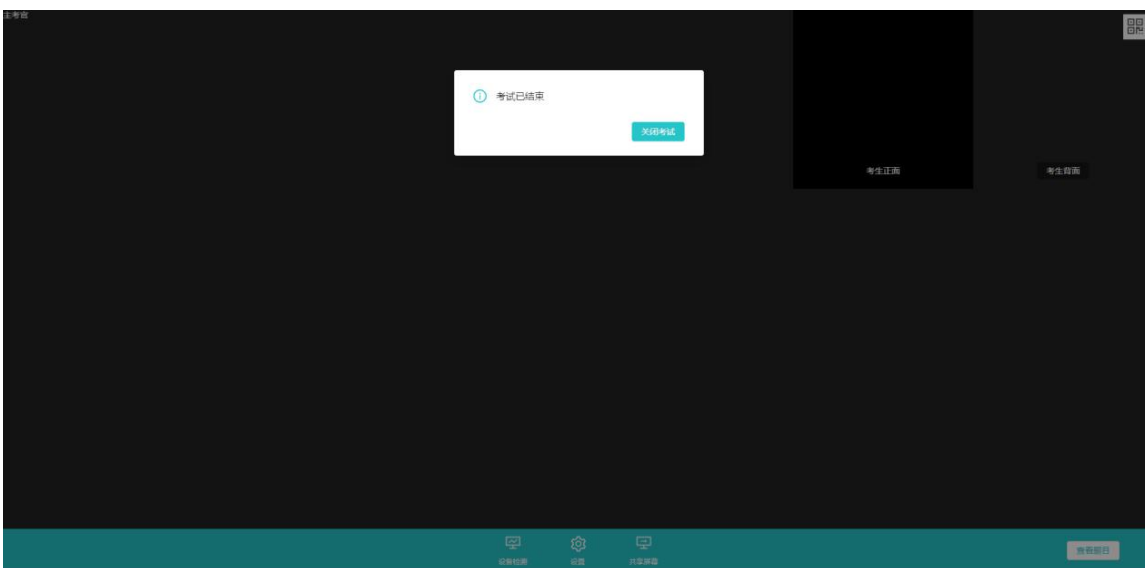 主考官
考试已结束
关闭考试
考生正面
考生背面
设备检测
设置
共享屏幕
查看题目